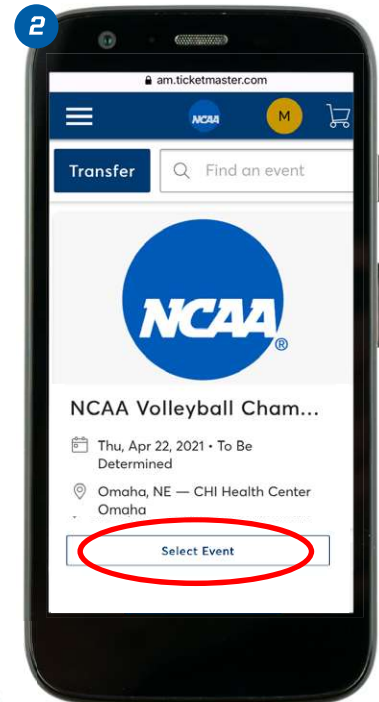 2
am.ticketmaster.com
NCAA
M
Transfer
Find an event
NCAA®
NCAA Volleyball Cham...
Thu, Apr 22, 2021 • To Be
Determined
Omaha, NE — CHI Health Center
Omaha
Select Event